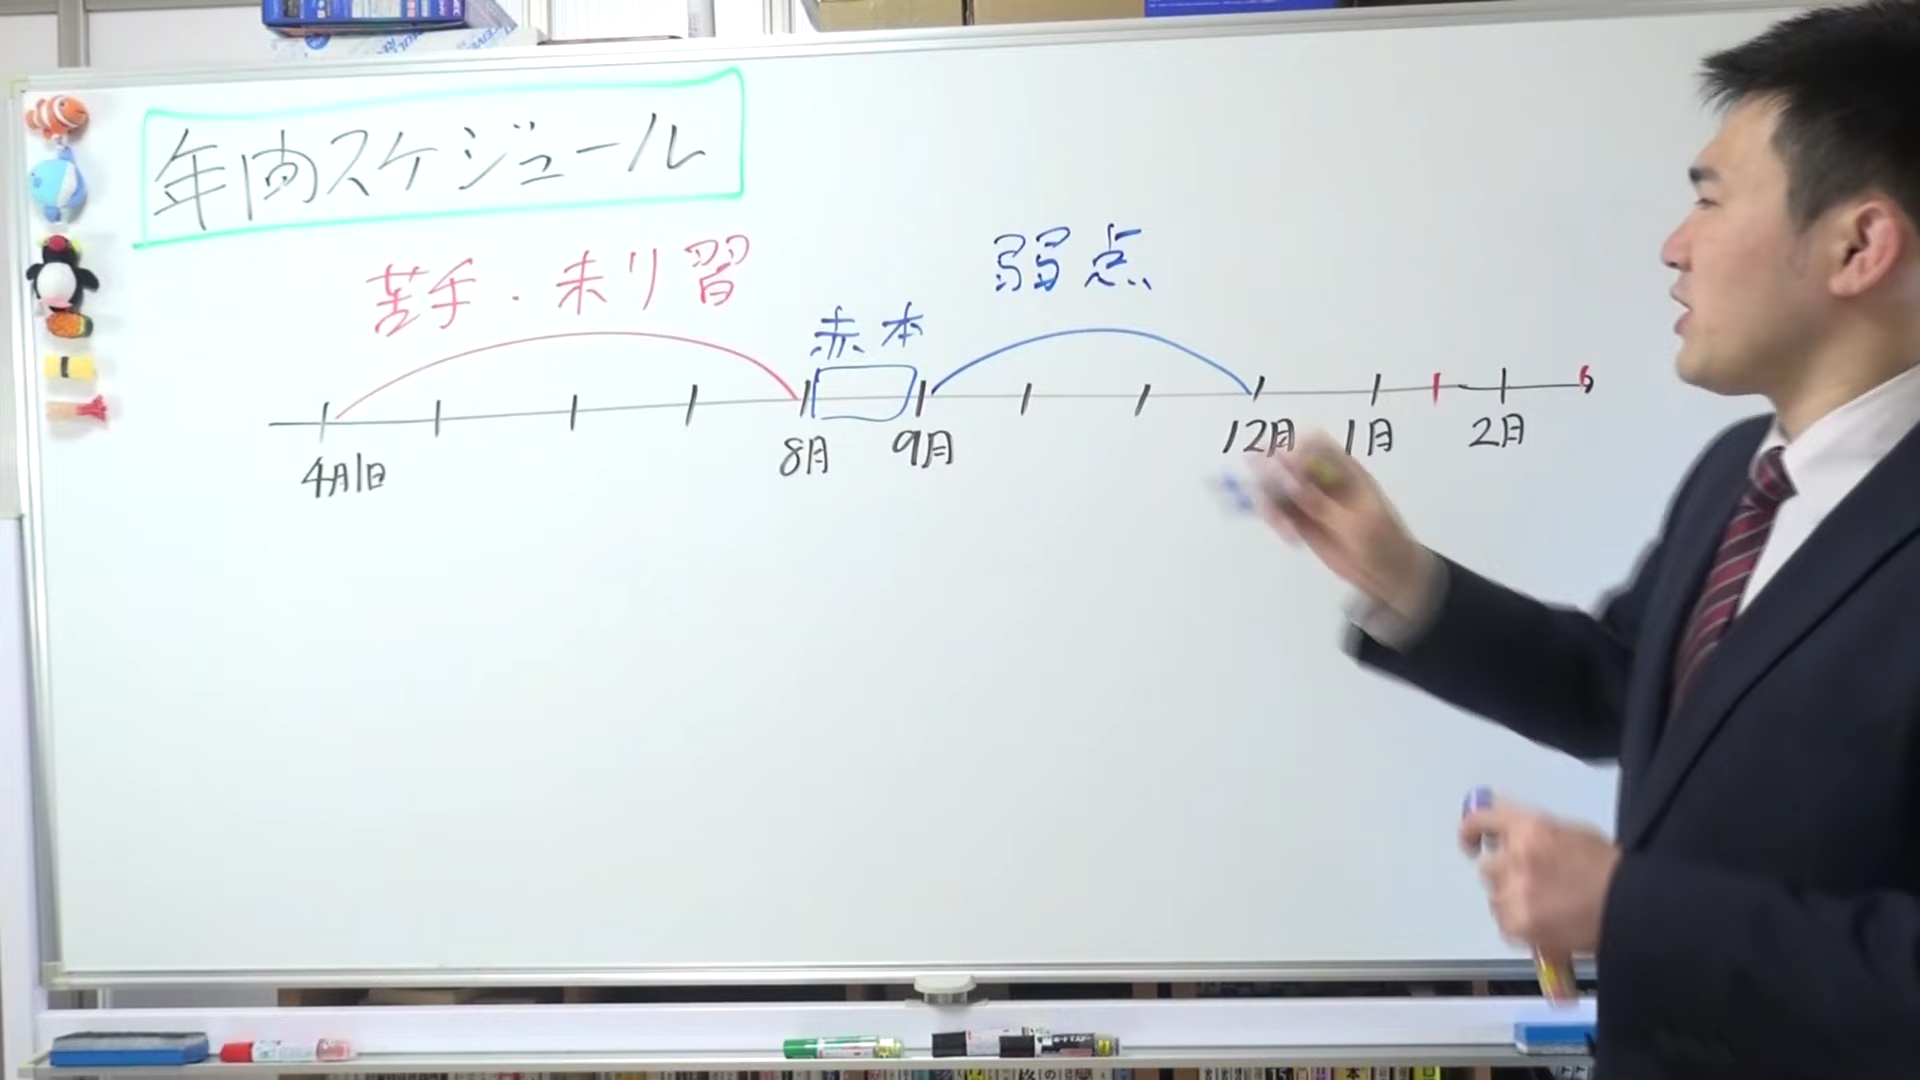 年間スケジュール
苦手・未リ習
弱点
赤本
4月1日
8月
9月
12月
1月
2月